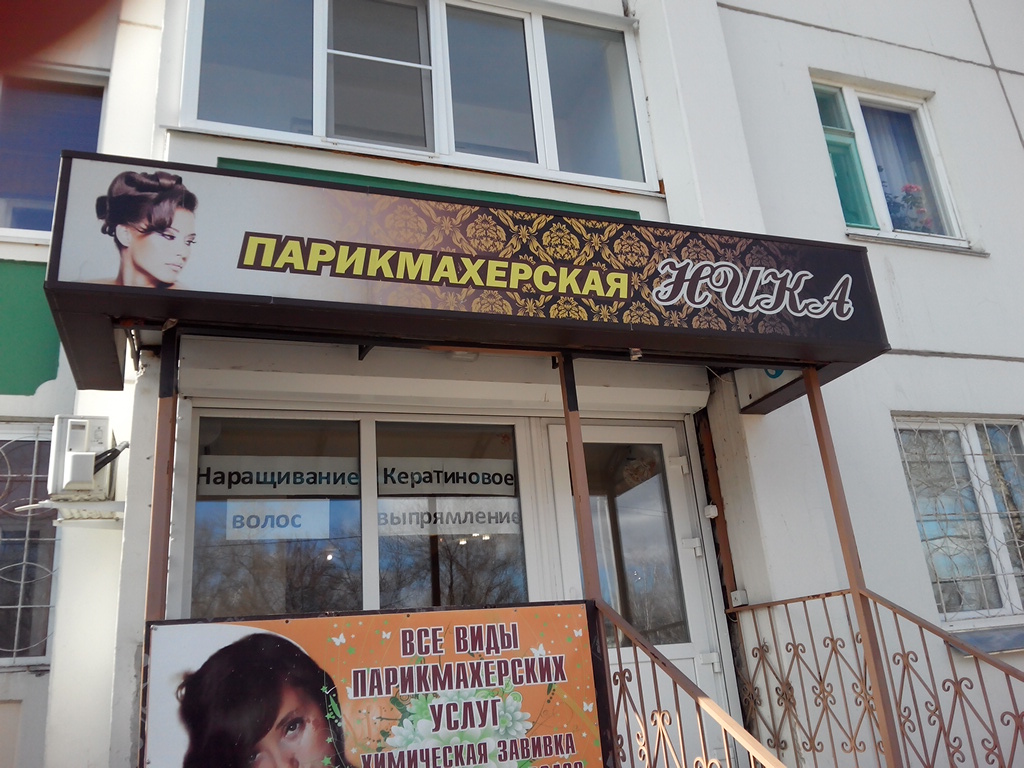 ПАРИКМАХЕРСКАЯ НИКА
Наращивание
волос
Кератиновое
выпрямление
ВСЕ ВИДЫ
ПАРИКМАХЕРСКИХ
УСЛУГ
ХИМИЧЕСКАЯ ЗАВИВКА